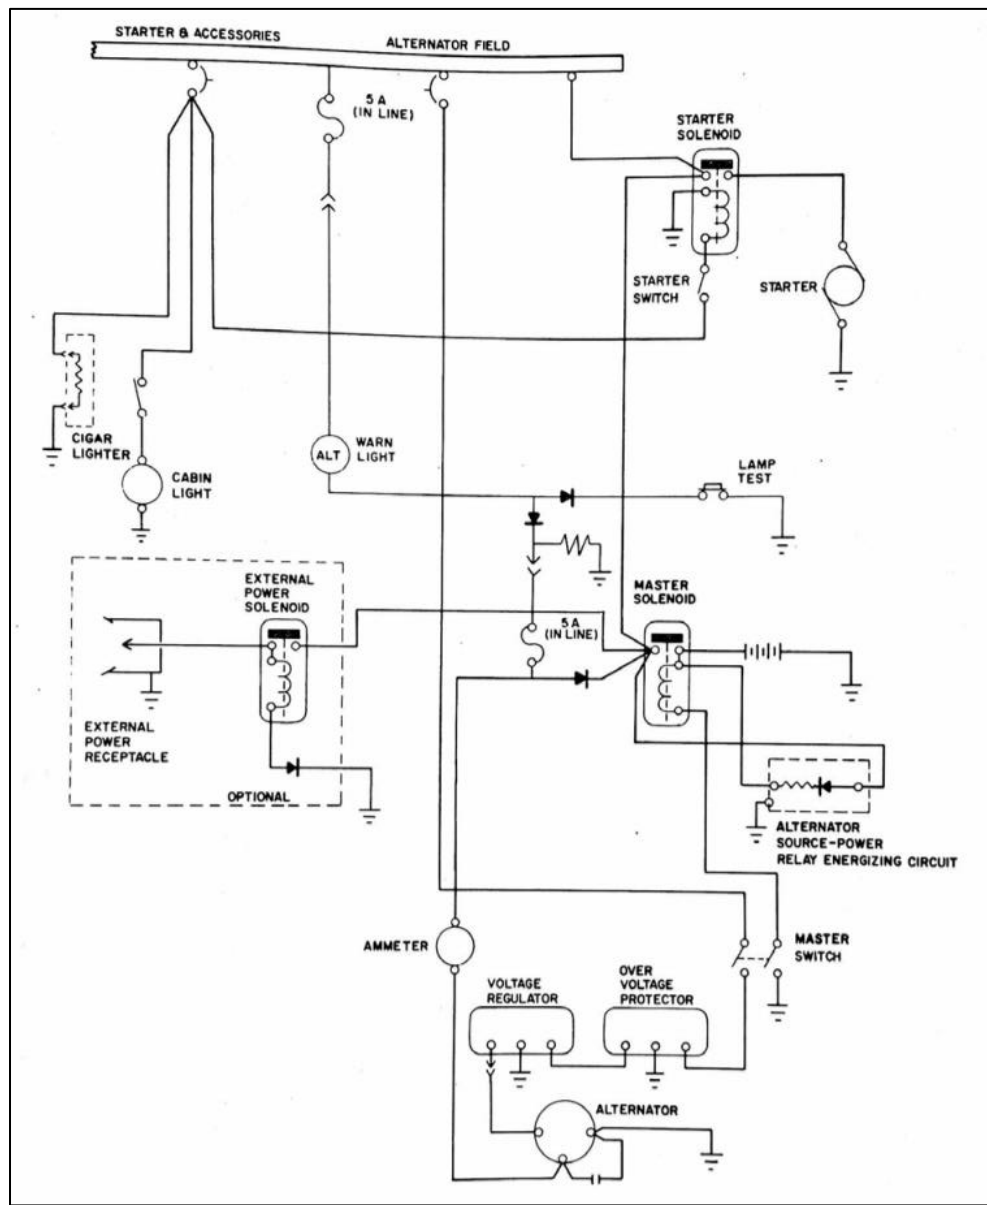 STARTER & ACCESSORIES
ALTERNATOR FIELD
5 A
(IN LINE)
STARTER
SOLENOID
STARTER
SWITCH
STARTER
CIGAR
LIGHTER
CABIN
LIGHT
ALT
WARN
LIGHT
LAMP
TEST
EXTERNAL
POWER
SOLENOID
MASTER
SOLENOID
5 A
(IN LINE)
EXTERNAL
POWER
RECEPTACLE
OPTIONAL
ALTERNATOR
SOURCE-POWER
RELAY ENERGIZING CIRCUIT
AMMETER
MASTER
SWITCH
VOLTAGE
REGULATOR
OVER
VOLTAGE
PROTECTOR
ALTERNATOR